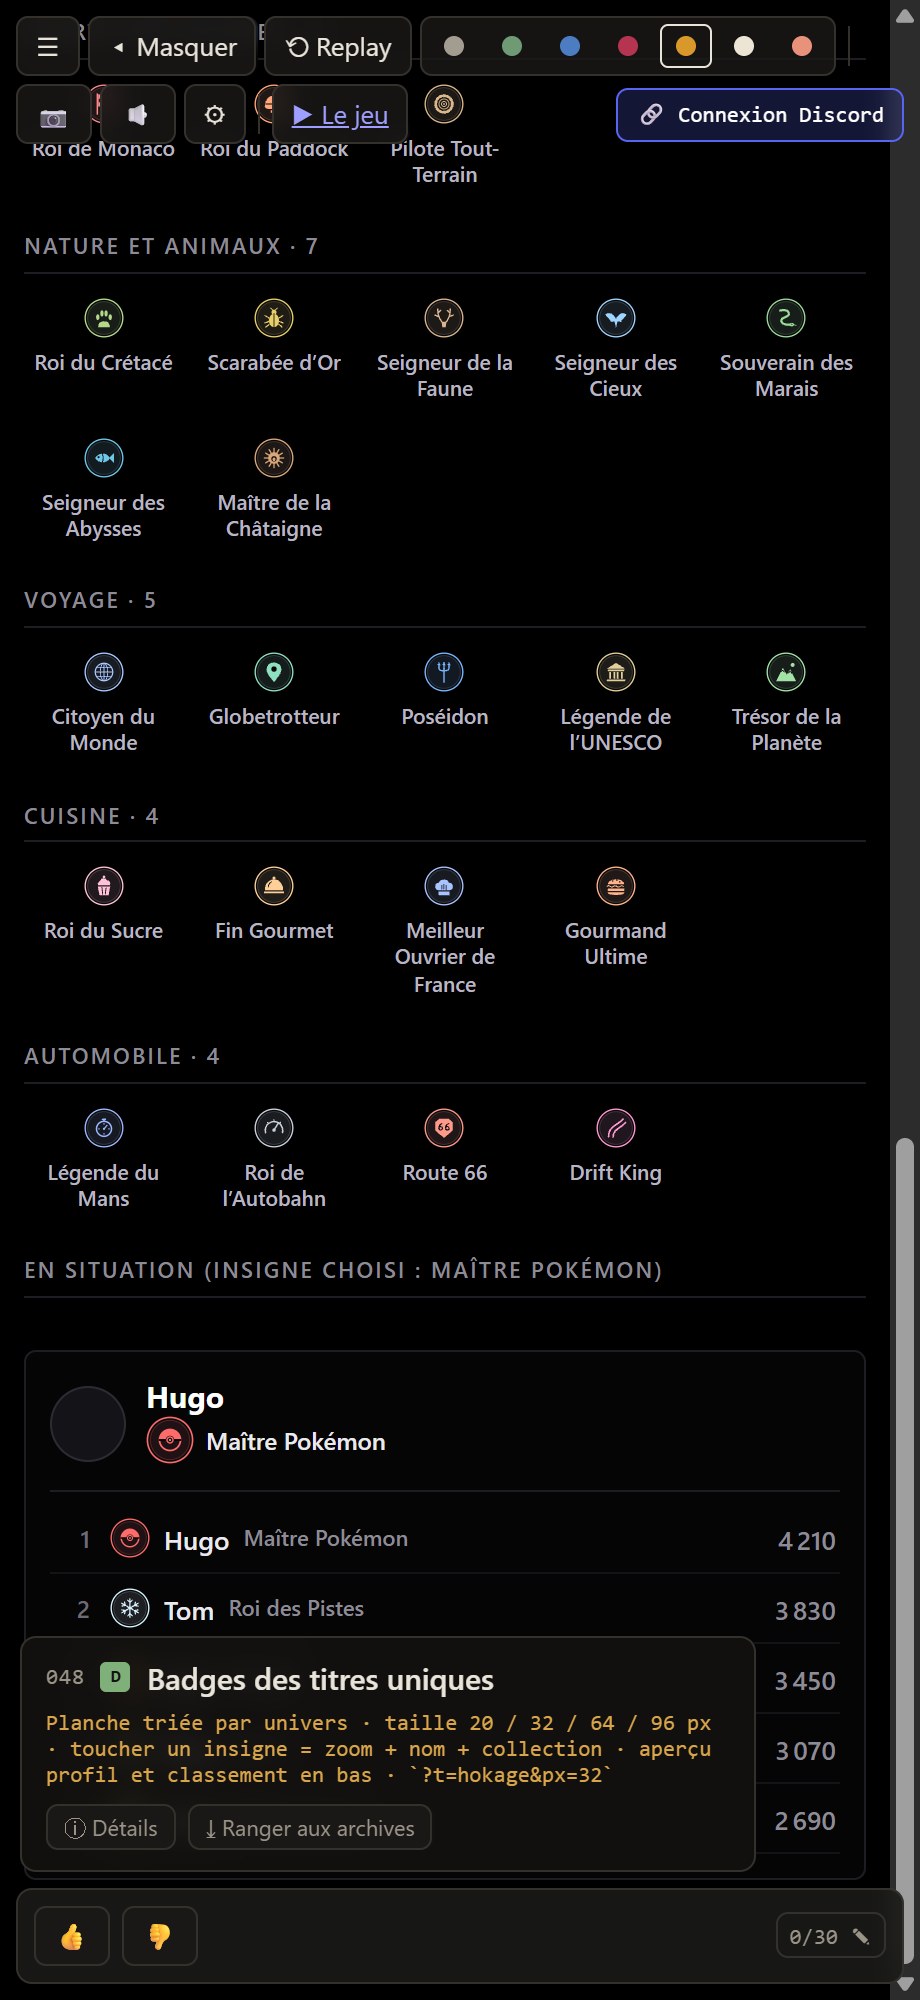 ☰
◂ Masquer
Replay
▶ Le jeu
Connexion Discord
Roi de Monaco
Roi du Paddock
Pilote Tout-
Terrain
NATURE ET ANIMAUX · 7
Roi du Crétacé
Scarabée d’Or
Seigneur de la
Faune
Seigneur des
Cieux
Souverain des
Marais
Seigneur des
Abysses
Maître de la
Châtaigne
VOYAGE · 5
Citoyen du
Monde
Globetrotteur
Poséidon
Légende de
l’UNESCO
Trésor de la
Planète
CUISINE · 4
Roi du Sucre
Fin Gourmet
Meilleur
Ouvrier de
France
Gourmand
Ultime
AUTOMOBILE · 4
Légende du
Mans
Roi de
l’Autobahn
66
Route 66
Drift King
EN SITUATION (INSIGNE CHOISI : MAÎTRE POKÉMON)
Hugo
Maître Pokémon
1 Hugo Maître Pokémon 4 210
2 Tom Roi des Pistes 3 830
3 450
3 070
2 690
048 D Badges des titres uniques
Planche triée par univers · taille 20 / 32 / 64 / 96 px
· toucher un insigne = zoom + nom + collection · aperçu
profil et classement en bas · `?t=hokage&px=32`
ⓘ Détails
↓ Ranger aux archives
0/30